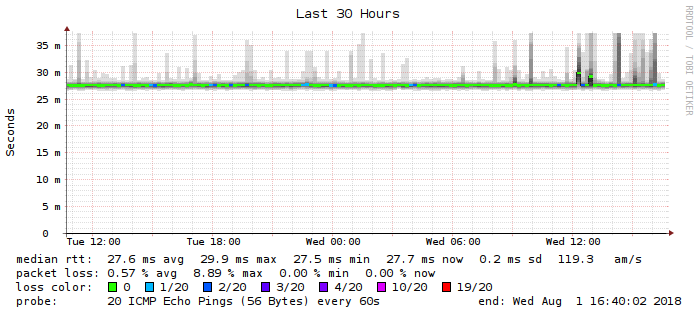 Last 30 Hours
RRDTOOL / TOBI OETIKER
Seconds
35 m
30 m
25 m
20 m
15 m
10 m
5 m
0
Tue 12:00 Tue 18:00 Wed 00:00 Wed 06:00 Wed 12:00
median rtt: 27.6 ms avg 29.9 ms max 27.5 ms min 27.7 ms now 0.2 ms sd 119.3 am/s
packet loss: 0.57 % avg 8.89 % max 0.00 % min 0.00 % now
loss color: 0 1/20 2/20 3/20 4/20 10/20 19/20
probe: 20 ICMP Echo Pings (56 Bytes) every 60s end: Wed Aug 1 16:40:02 2018